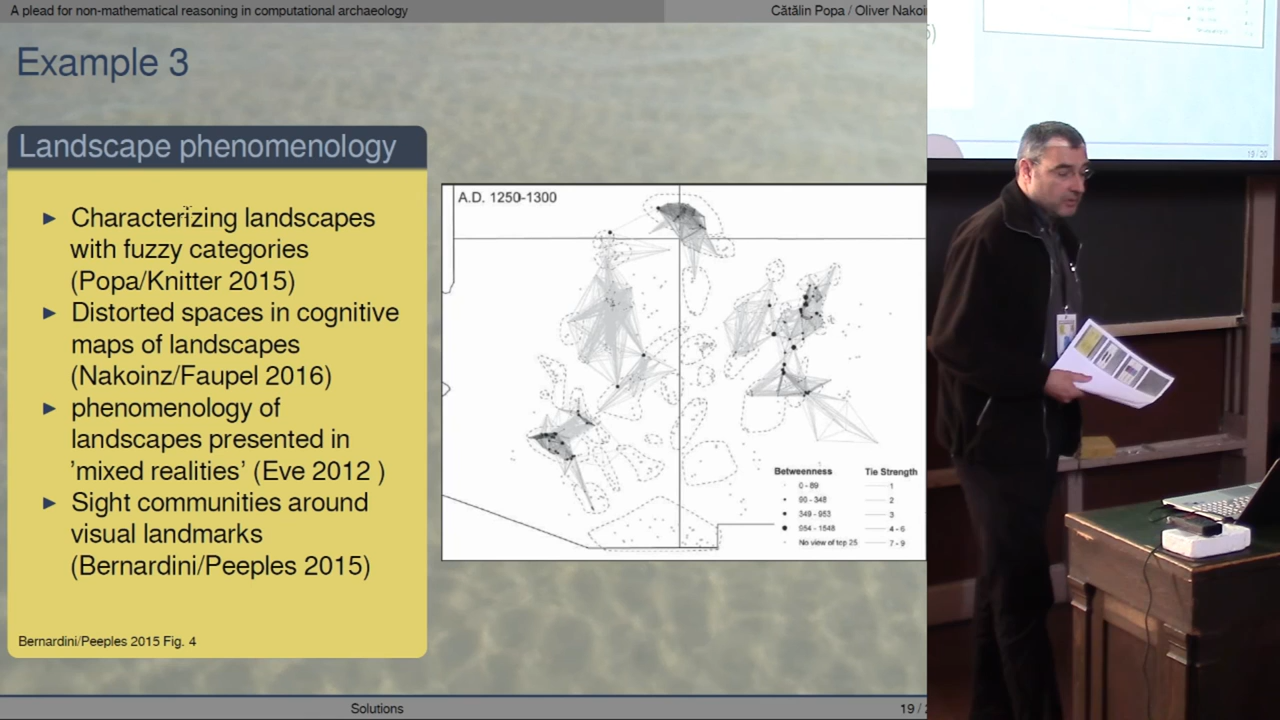 A plead for non-mathematical reasoning in computational archaeology
Cătălin Popa / Oliver Nakoi
Example 3
Landscape phenomenology
Characterizing landscapes
with fuzzy categories
(Popa/Knitter 2015)
Distorted spaces in cognitive
maps of landscapes
(Nakoinz/Faupel 2016)
phenomenology of
landscapes presented in
'mixed realities' (Eve 2012 )
Sight communities around
visual landmarks
(Bernardini/Peeples 2015)
Bernardini/Peeples 2015 Fig. 4
A.D. 1250-1300
Betweenness
0 - 89
90 - 348
349 - 953
954 - 1548
No view of top 25
Tie Strength
1
2
3
4 - 6
7 - 9
Solutions
19 /
19 / 20